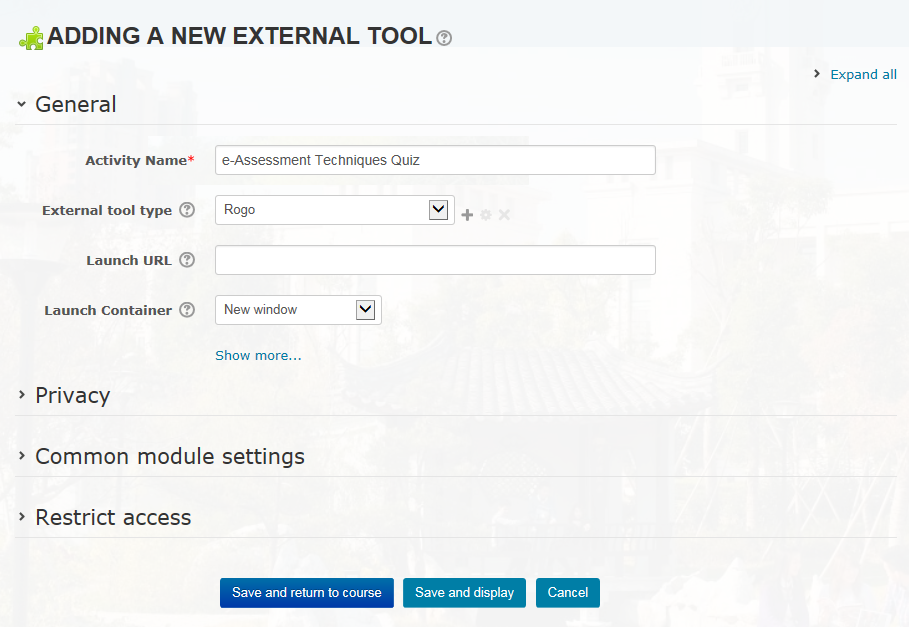 ADDING A NEW EXTERNAL TOOL
Expand all
General
Activity Name* e-Assessment Techniques Quiz
External tool type Rogo
Launch URL
Launch Container New window
Show more...
Privacy
Common module settings
Restrict access
Save and return to course Save and display Cancel